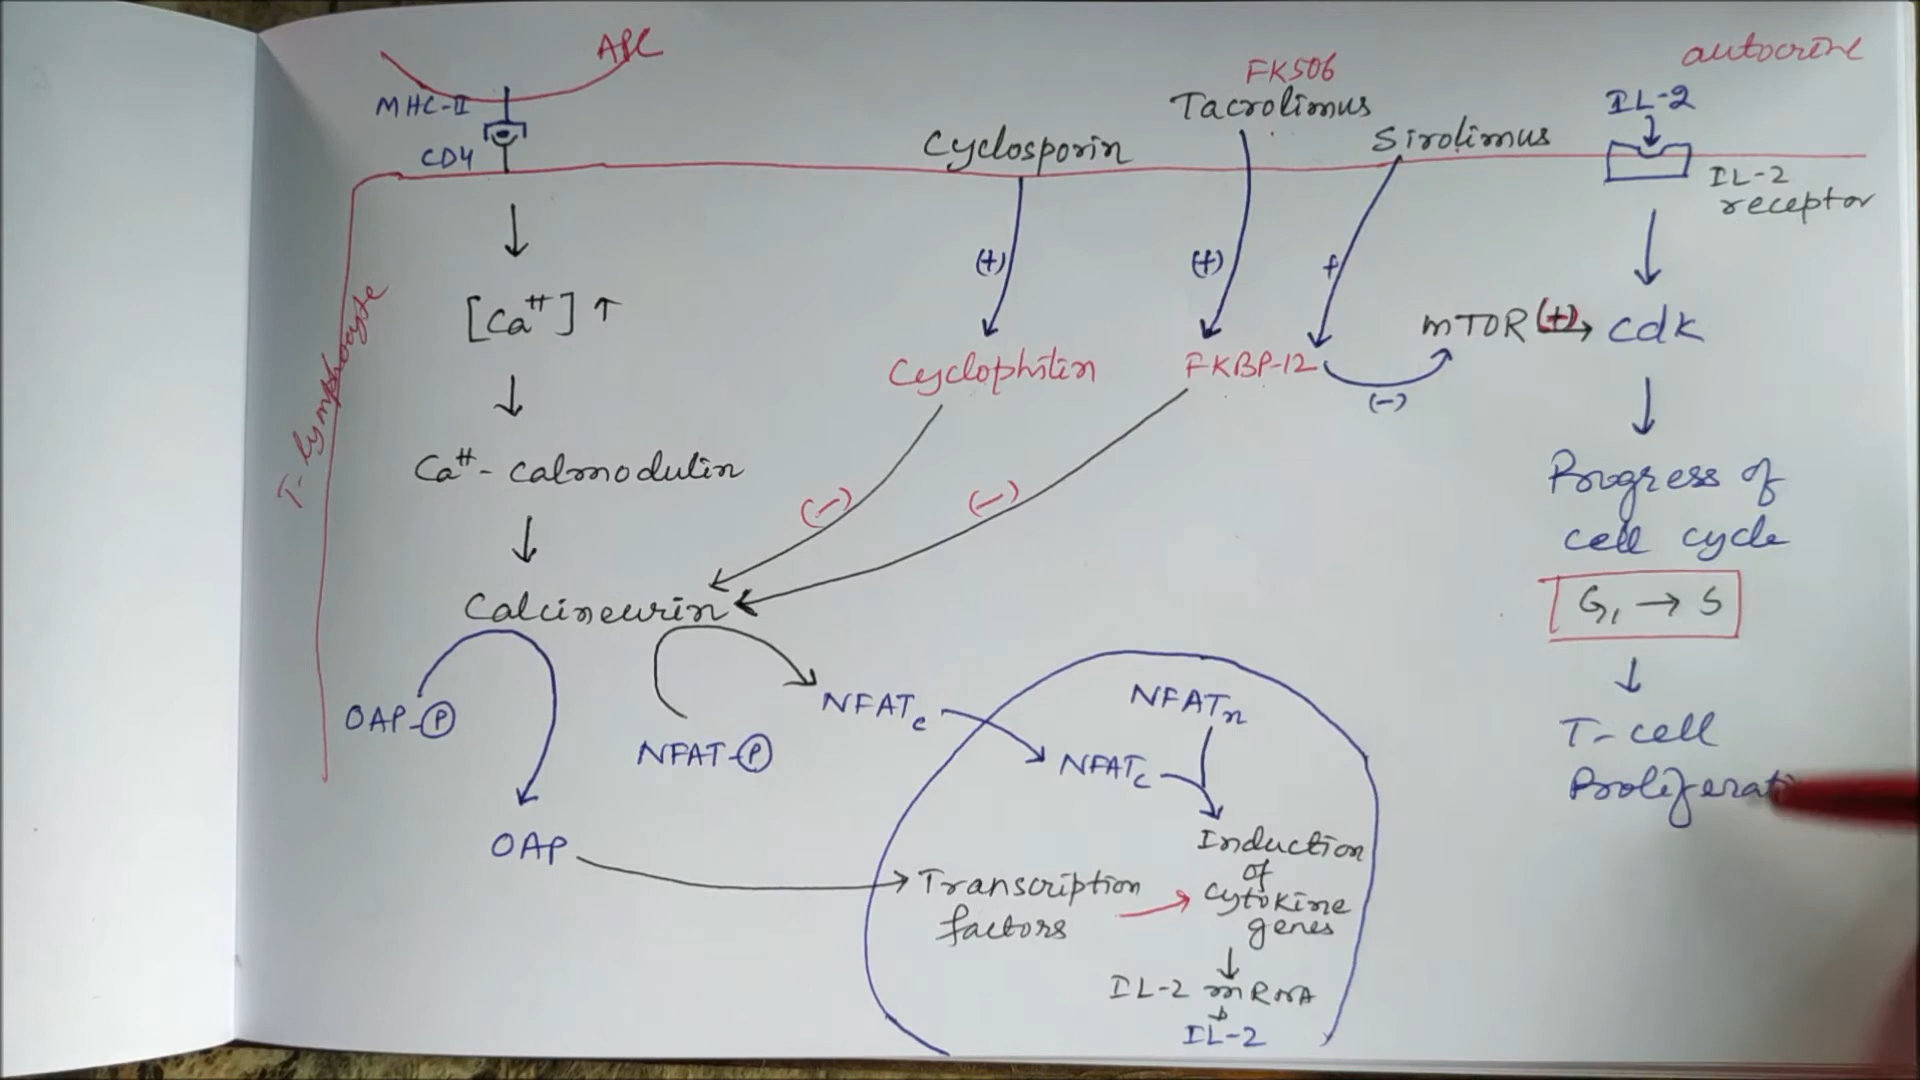 APC
MHC-II
CD4
T-lymphocyte
[Ca++] ↑
Ca++- calmodulin
Calcineurin
OAP-P
OAP
NFAT-P
NFATc
Cyclosporin
(+)
Cyclophilin
(-)
FK506
Tacrolimus
(+)
FKBP-12
(-)
Sirolimus
+
(-)
mTOR (+)→ cdk
autocrine
IL-2
IL-2
receptor
Progress of
cell cycle
G1 → S
T-cell
Proliferati
NFATn
NFATc
Induction
of
cytokine
genes
Transcription
factors
IL-2 mRNA
IL-2